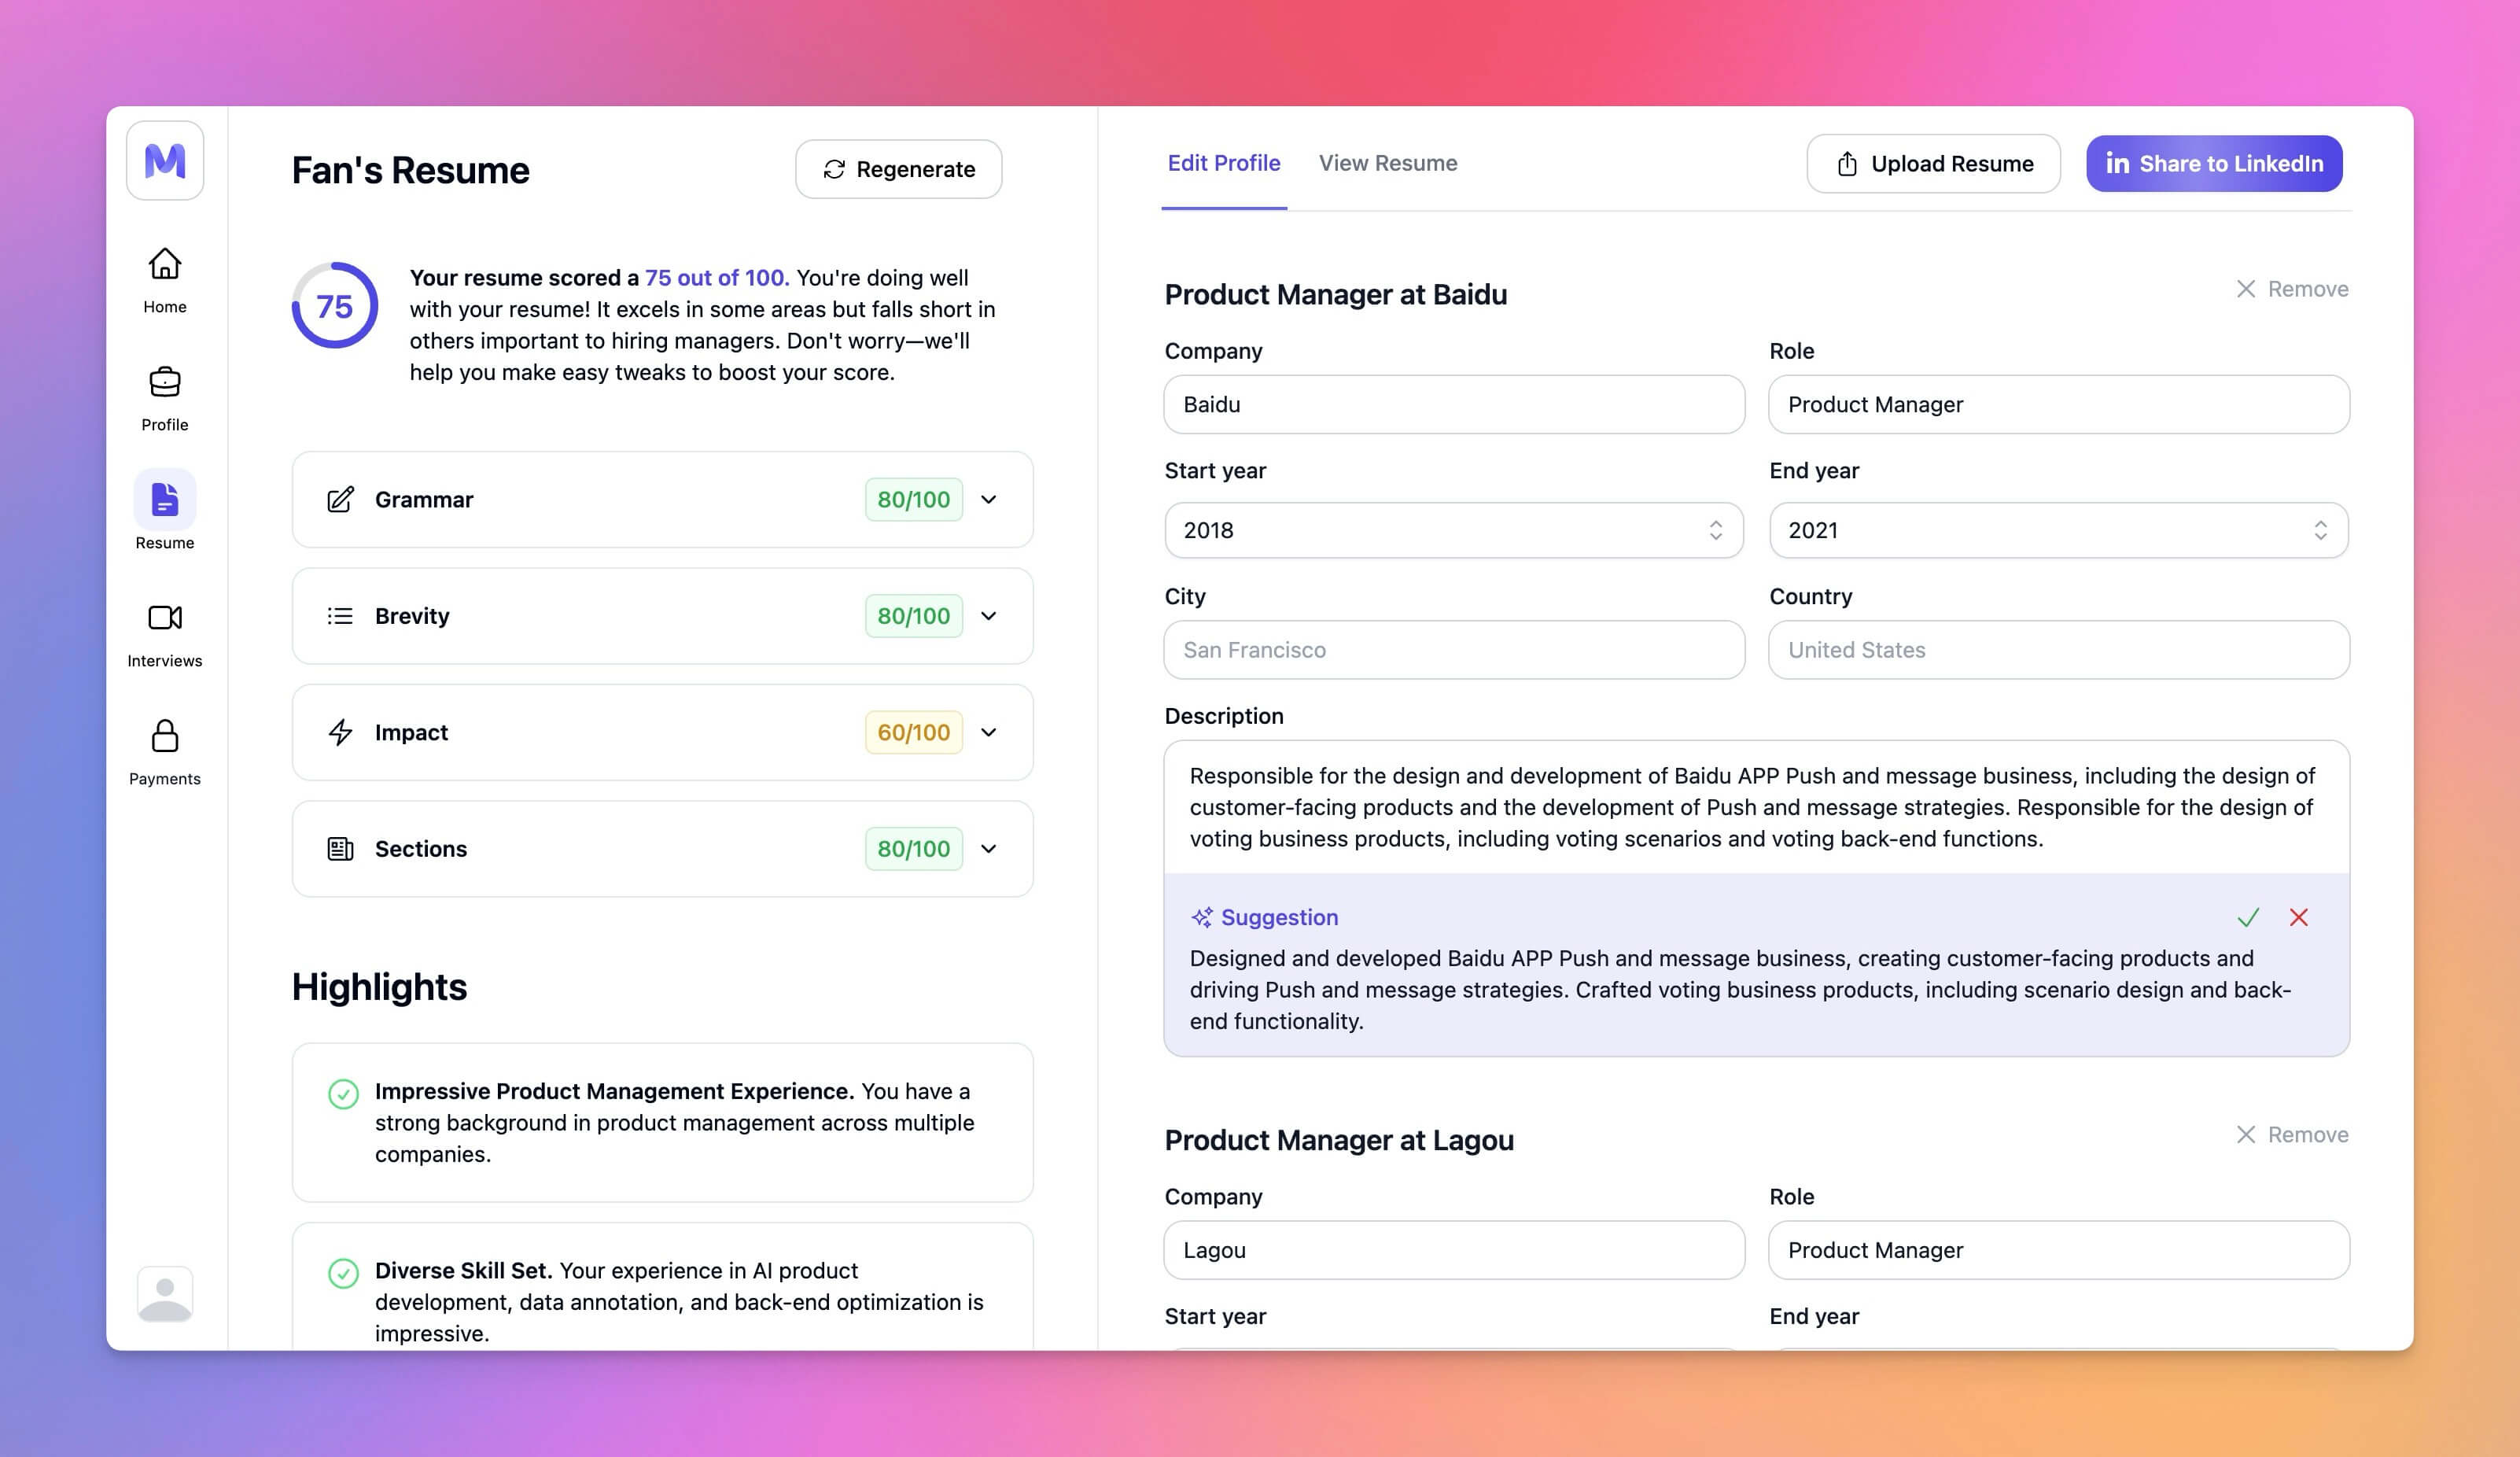 Home
Profile
Resume
Interviews
Payments
Fan's Resume
Regenerate
75
Your resume scored a 75 out of 100. You're doing well
with your resume! It excels in some areas but falls short in
others important to hiring managers. Don't worry—we'll
help you make easy tweaks to boost your score.
Grammar 80/100
Brevity 80/100
Impact 60/100
Sections 80/100
Highlights
Impressive Product Management Experience. You have a
strong background in product management across multiple
companies.
Diverse Skill Set. Your experience in AI product
development, data annotation, and back-end optimization is
impressive.
Edit Profile
View Resume
Upload Resume
in Share to LinkedIn
Product Manager at Baidu
Remove
Company
Baidu
Role
Product Manager
Start year
2018
End year
2021
City
San Francisco
Country
United States
Description
Responsible for the design and development of Baidu APP Push and message business, including the design of
customer-facing products and the development of Push and message strategies. Responsible for the design of
voting business products, including voting scenarios and voting back-end functions.
Suggestion
Designed and developed Baidu APP Push and message business, creating customer-facing products and
driving Push and message strategies. Crafted voting business products, including scenario design and back-
end functionality.
Product Manager at Lagou
Remove
Company
Lagou
Role
Product Manager
Start year
End year